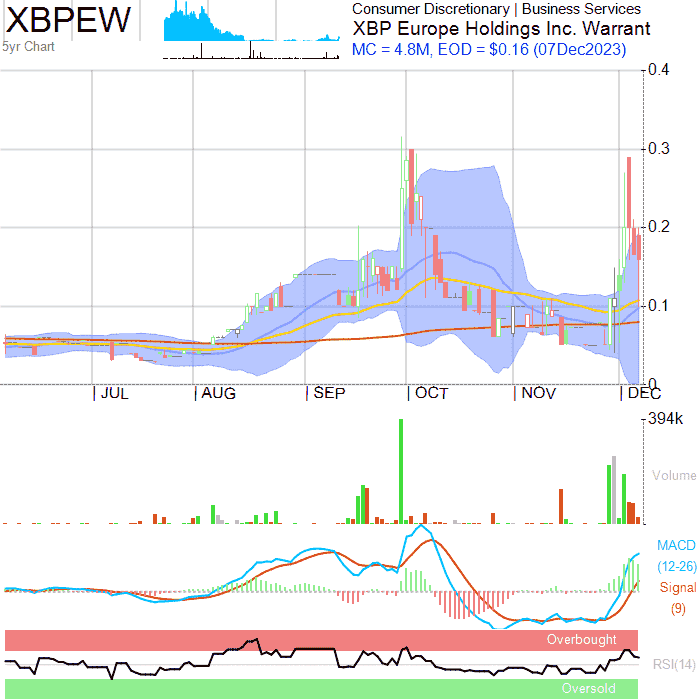 XBPEW
5yr Chart
Consumer Discretionary | Business Services
XBP Europe Holdings Inc. Warrant
MC = 4.8M, EOD = $0.16 (07Dec2023)
0.4
0.3
0.2
0.1
0
JUL AUG SEP OCT NOV DEC
394k
Volume
MACD
(12-26)
Signal
(9)
Overbought
RSI(14)
Oversold